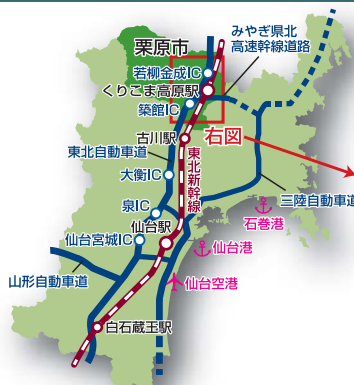 みやぎ県北
高速幹線道路
栗原市
若柳金成IC
くりこま高原駅
築館IC
古川駅
右図
東北自動車道
東北新幹線
大衡IC
三陸自動車道
泉IC
石巻港
仙台駅
仙台宮城IC
仙台港
山形自動車道
仙台空港
白石蔵王駅